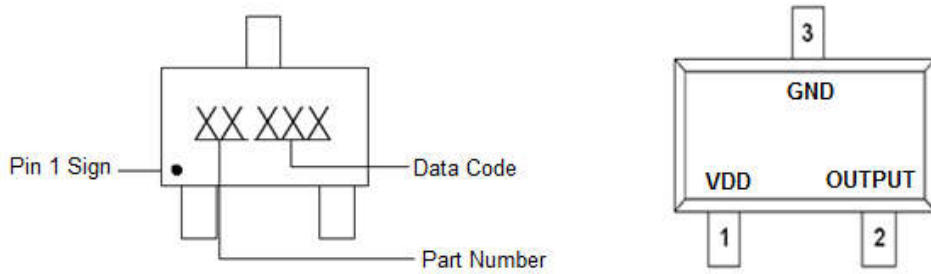 XX XXX
Pin 1 Sign
Data Code
Part Number
3
GND
VDD OUTPUT
1 2